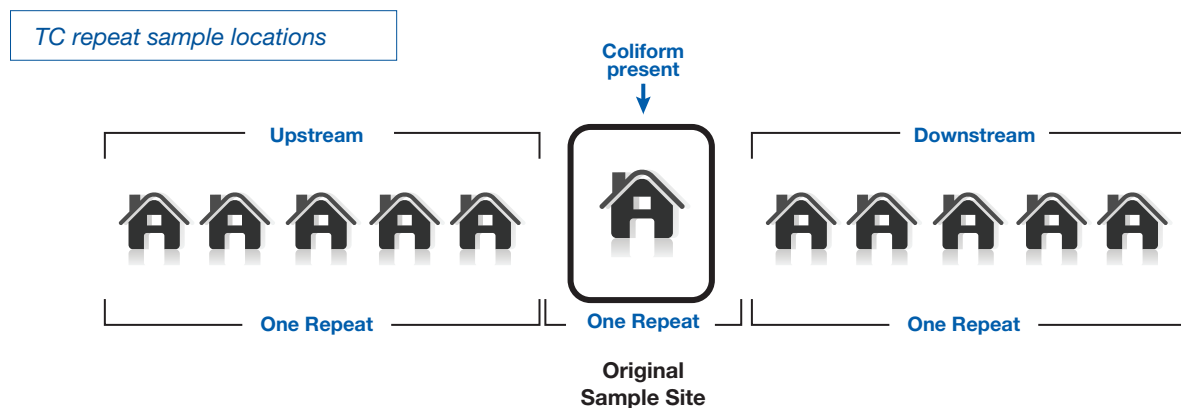 TC repeat sample locations
Coliform
present
Upstream
Downstream
One Repeat
One Repeat
One Repeat
Original
Sample Site